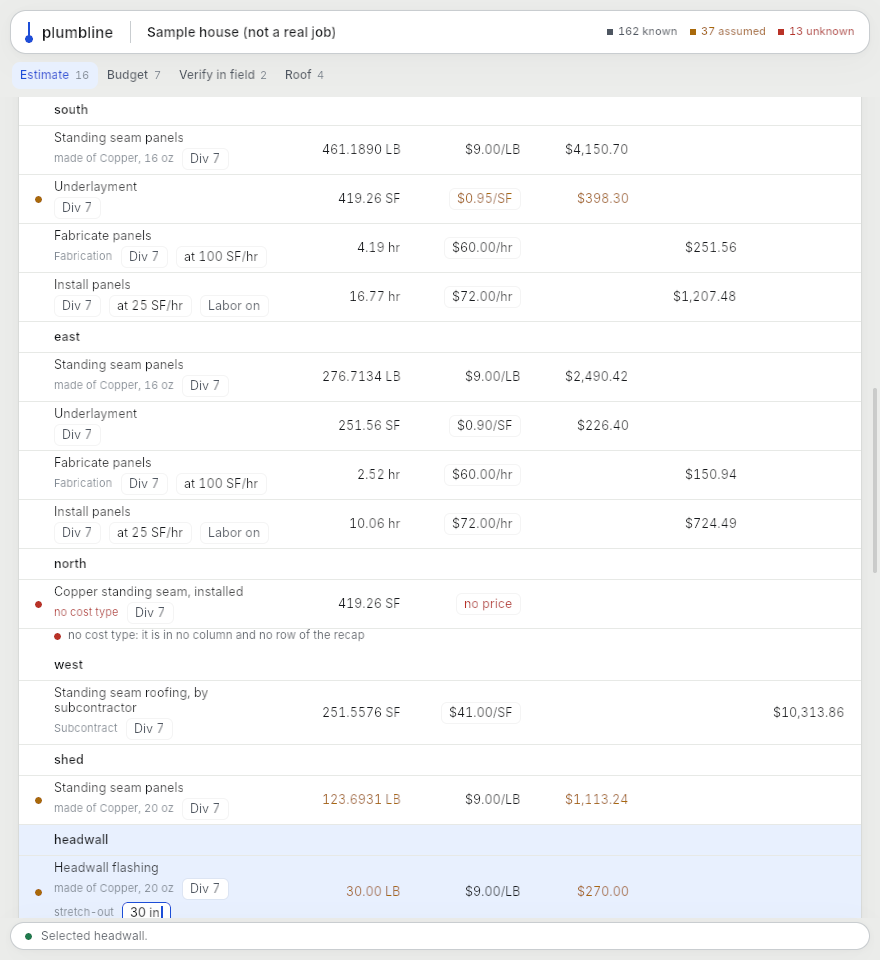 plumbline Sample house (not a real job) 162 known 37 assumed 13 unknown
Estimate 16 Budget 7 Verify in field 2 Roof 4
south
Standing seam panels
made of Copper, 16 oz Div 7 461.1890 LB $9.00/LB $4,150.70
Underlayment
Div 7 419.26 SF $0.95/SF $398.30
Fabricate panels
Fabrication Div 7 at 100 SF/hr 4.19 hr $60.00/hr $251.56
Install panels
Div 7 at 25 SF/hr Labor on 16.77 hr $72.00/hr $1,207.48
east
Standing seam panels
made of Copper, 16 oz Div 7 276.7134 LB $9.00/LB $2,490.42
Underlayment
Div 7 251.56 SF $0.90/SF $226.40
Fabricate panels
Fabrication Div 7 at 100 SF/hr 2.52 hr $60.00/hr $150.94
Install panels
Div 7 at 25 SF/hr Labor on 10.06 hr $72.00/hr $724.49
north
Copper standing seam, installed
no cost type Div 7 419.26 SF no price
no cost type: it is in no column and no row of the recap
west
Standing seam roofing, by
subcontractor
Subcontract Div 7 251.5576 SF $41.00/SF $10,313.86
shed
Standing seam panels
made of Copper, 20 oz Div 7 123.6931 LB $9.00/LB $1,113.24
headwall
Headwall flashing
made of Copper, 20 oz Div 7 30.00 LB $9.00/LB $270.00
stretch-out 30 in
Selected headwall.